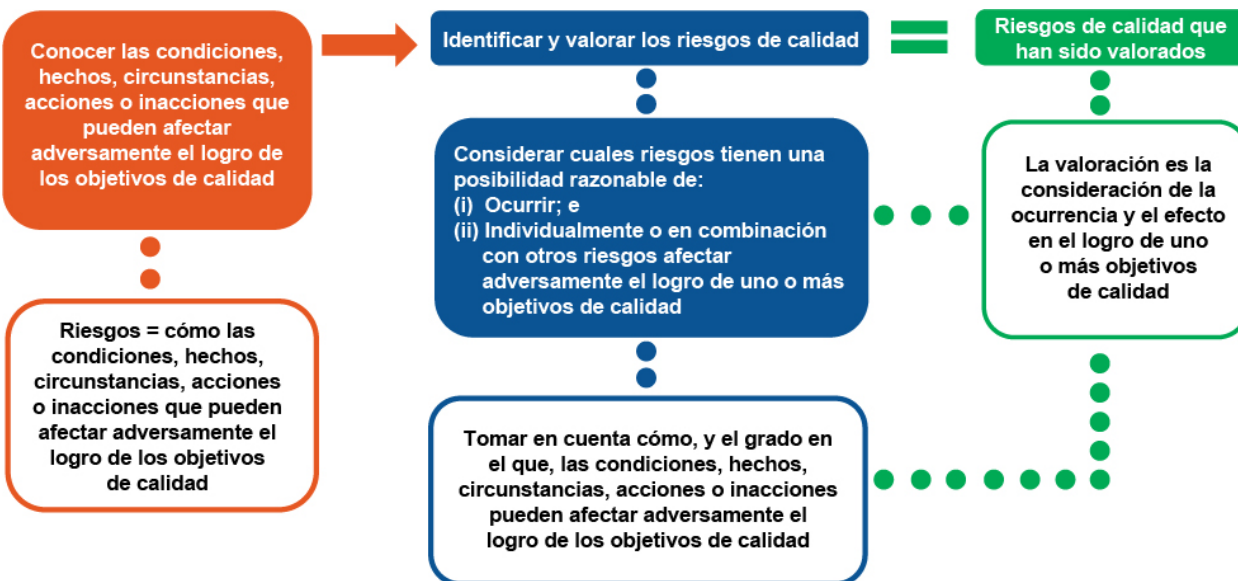 Conocer las condiciones,
hechos, circunstancias,
acciones o inacciones que
pueden afectar
adversamente el logro de
los objetivos de calidad
Riesgos = cómo las
condiciones, hechos,
circunstancias, acciones
o inacciones que pueden
afectar adversamente el
logro de los objetivos
de calidad
Identificar y valorar los riesgos de calidad
Considerar cuales riesgos tienen una
posibilidad razonable de:
(i) Ocurrir; e
(ii) Individualmente o en combinación
con otros riesgos afectar
adversamente el logro de uno o más
objetivos de calidad
Tomar en cuenta cómo, y el grado en
el que, las condiciones, hechos,
circunstancias, acciones o inacciones
pueden afectar adversamente el
logro de los objetivos de calidad
Riesgos de calidad que
han sido valorados
La valoración es la
consideración de la
ocurrencia y el efecto
en el logro de uno
o más objetivos
de calidad